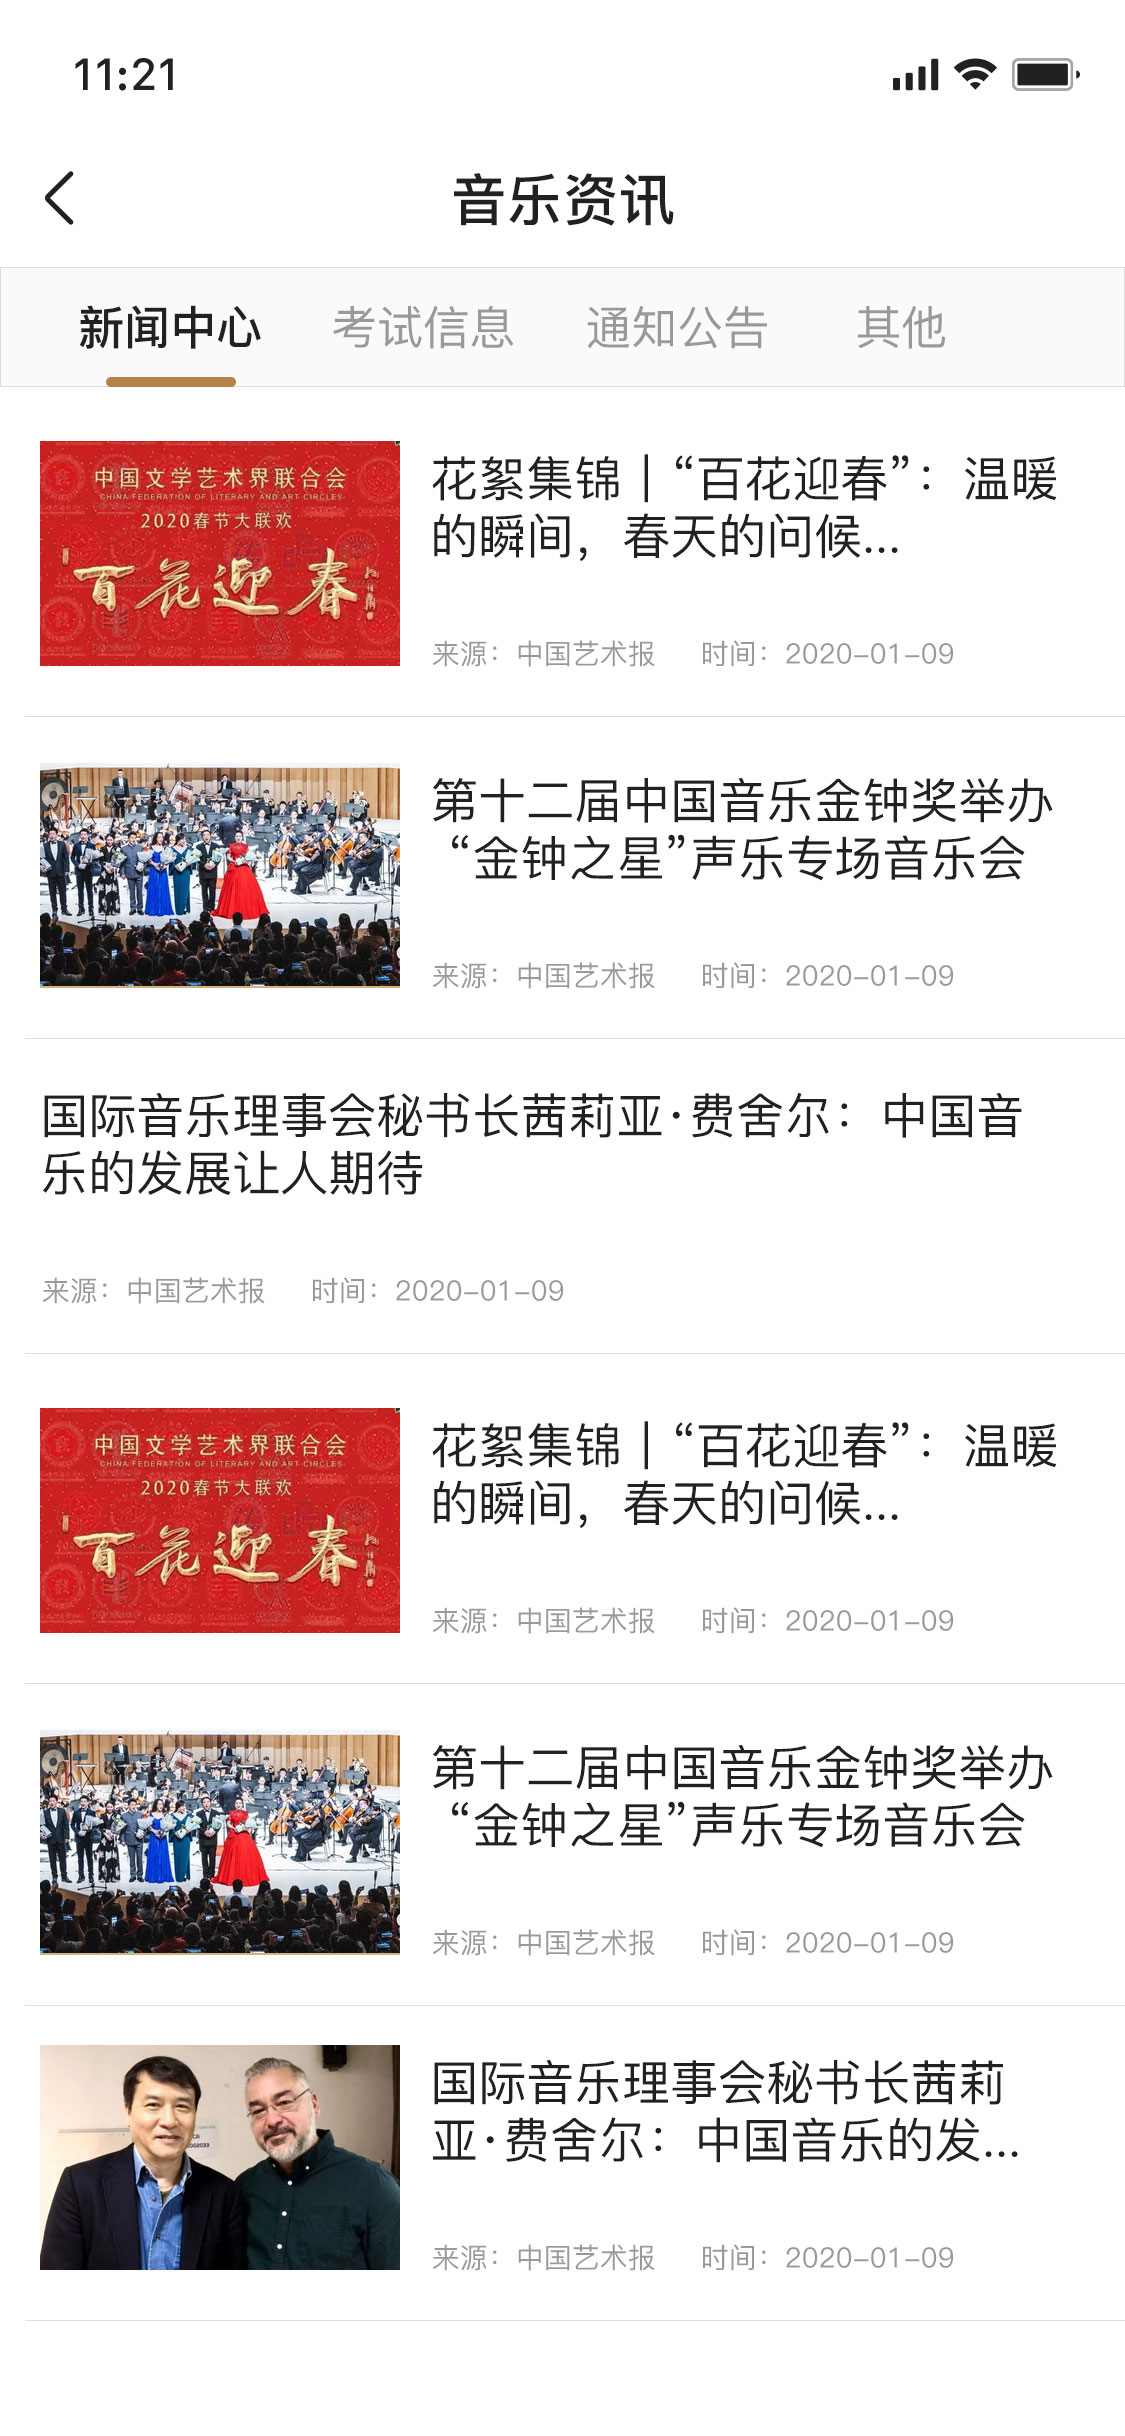 11:21
音乐资讯
新闻中心 考试信息 通知公告 其他
中国文学艺术界联合会
CHINA FEDERATION OF LITERARY AND ART CIRCLES
2020春节大联欢
百花迎春
花絮集锦｜“百花迎春”：温暖
的瞬间，春天的问候...
来源：中国艺术报 时间：2020-01-09
第十二届中国音乐金钟奖举办
“金钟之星”声乐专场音乐会
来源：中国艺术报 时间：2020-01-09
国际音乐理事会秘书长茜莉亚·费舍尔：中国音
乐的发展让人期待
来源：中国艺术报 时间：2020-01-09
中国文学艺术界联合会
CHINA FEDERATION OF LITERARY AND ART CIRCLES
2020春节大联欢
百花迎春
花絮集锦｜“百花迎春”：温暖
的瞬间，春天的问候...
来源：中国艺术报 时间：2020-01-09
第十二届中国音乐金钟奖举办
“金钟之星”声乐专场音乐会
来源：中国艺术报 时间：2020-01-09
国际音乐理事会秘书长茜莉
亚·费舍尔：中国音乐的发...
来源：中国艺术报 时间：2020-01-09